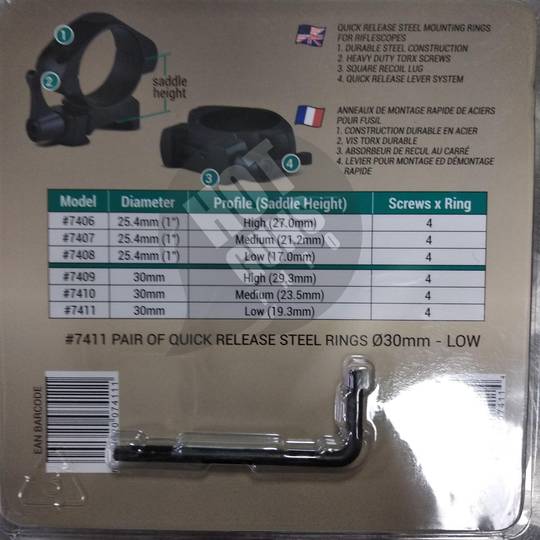 1
2
saddle
height
3
4
QUICK RELEASE STEEL MOUNTING RINGS
FOR RIFLESCOPES
1. DURABLE STEEL CONSTRUCTION
2. HEAVY DUTY TORX SCREWS
3. SQUARE RECOIL LUG
4. QUICK RELEASE LEVER SYSTEM
ANNEAUX DE MONTAGE RAPIDE DE ACIERS
POUR FUSIL
1. CONSTRUCTION DURABLE EN ACIER
2. VIS TORX DURABLE
3. ABSORBEUR DE RECUL AU CARRÉ
4. LEVIER POUR MONTAGE ED DÉMONTAGE
RAPIDE
Model Diameter Profile (Saddle Height) Screws x Ring
#7406 25.4mm (1") High (27.0mm) 4
#7407 25.4mm (1") Medium (21.2mm) 4
#7408 25.4mm (1") Low (17.0mm) 4
#7409 30mm High (29.3mm) 4
#7410 30mm Medium (23.5mm) 4
#7411 30mm Low (19.3mm) 4
HOT
GUNS
#7411 PAIR OF QUICK RELEASE STEEL RINGS Ø30mm - LOW
EAN BARCODE